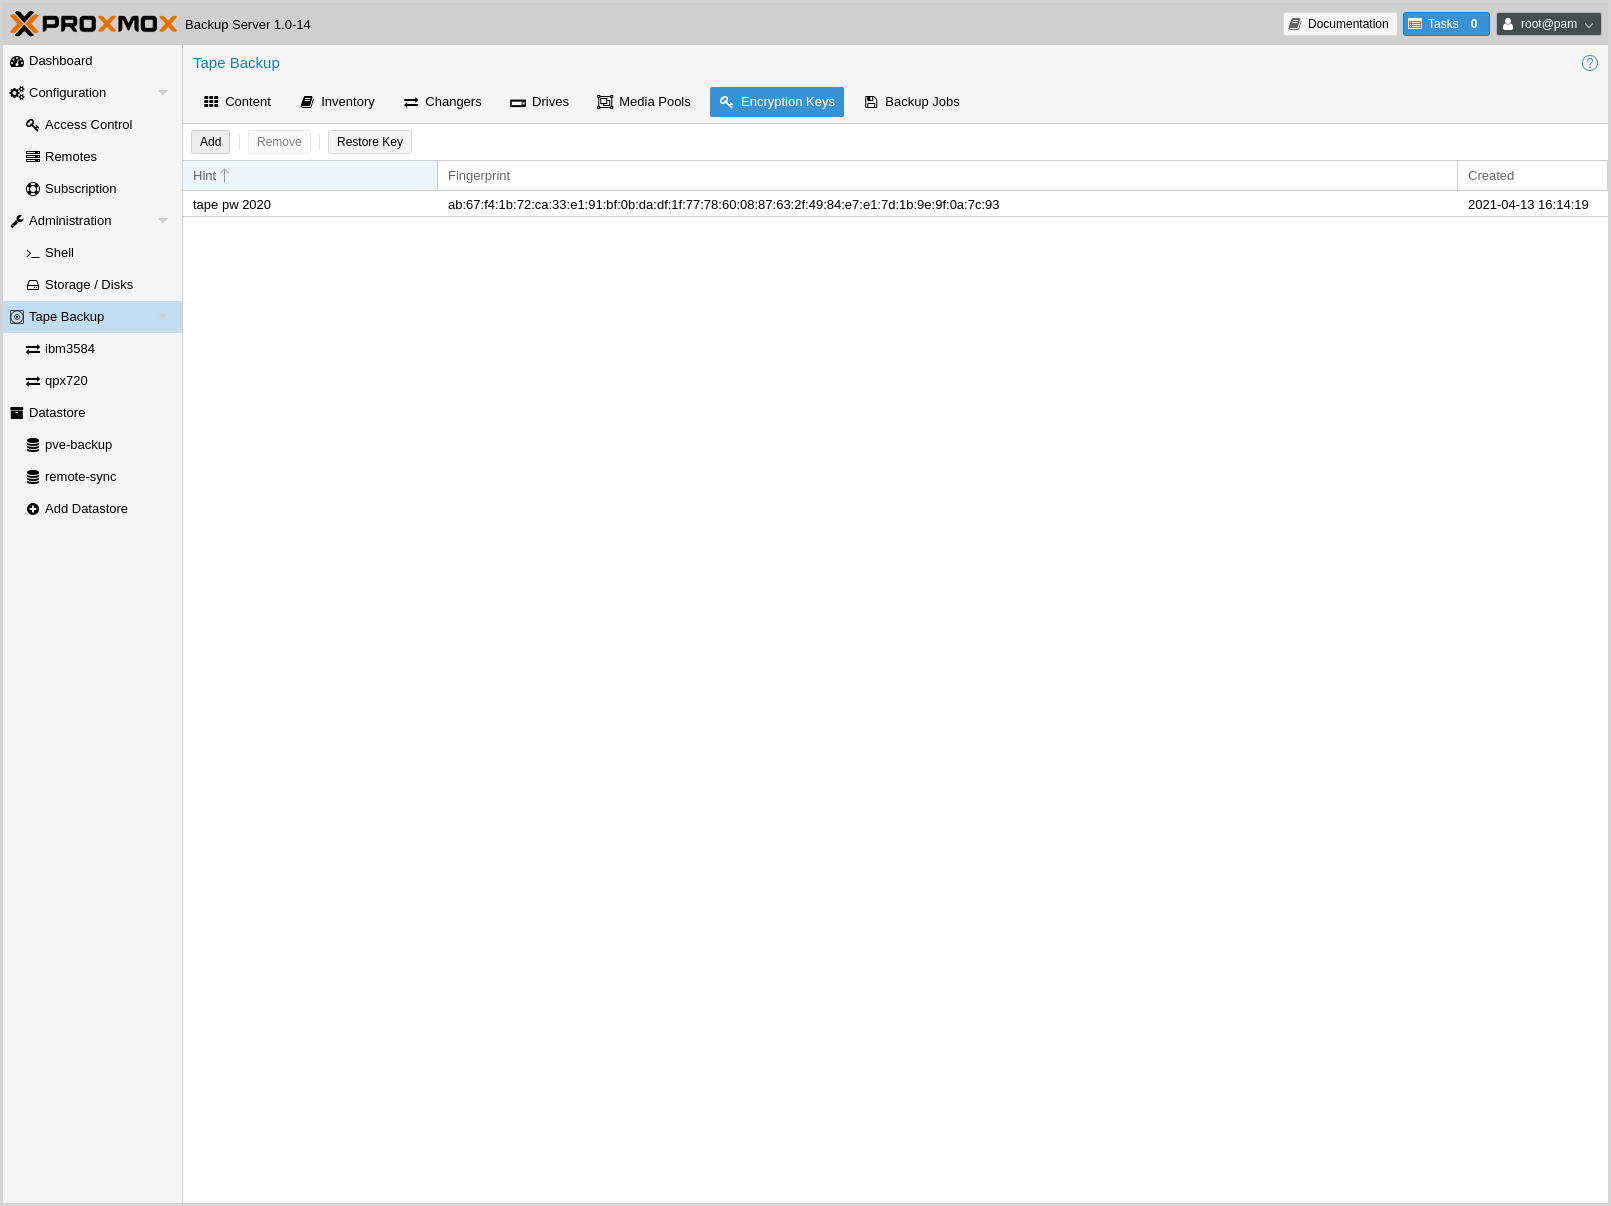 PROXMOX Backup Server 1.0-14
Documentation
Tasks 0
root@pam
Dashboard
Configuration
Access Control
Remotes
Subscription
Administration
Shell
Storage / Disks
Tape Backup
ibm3584
qpx720
Datastore
pve-backup
remote-sync
Add Datastore
Tape Backup
?
Content Inventory Changers Drives Media Pools Encryption Keys Backup Jobs
Add Remove Restore Key
Hint Fingerprint Created
tape pw 2020 ab:67:f4:1b:72:ca:33:e1:91:bf:0b:da:df:1f:77:78:60:08:87:63:2f:49:84:e7:e1:7d:1b:9e:9f:0a:7c:93 2021-04-13 16:14:19